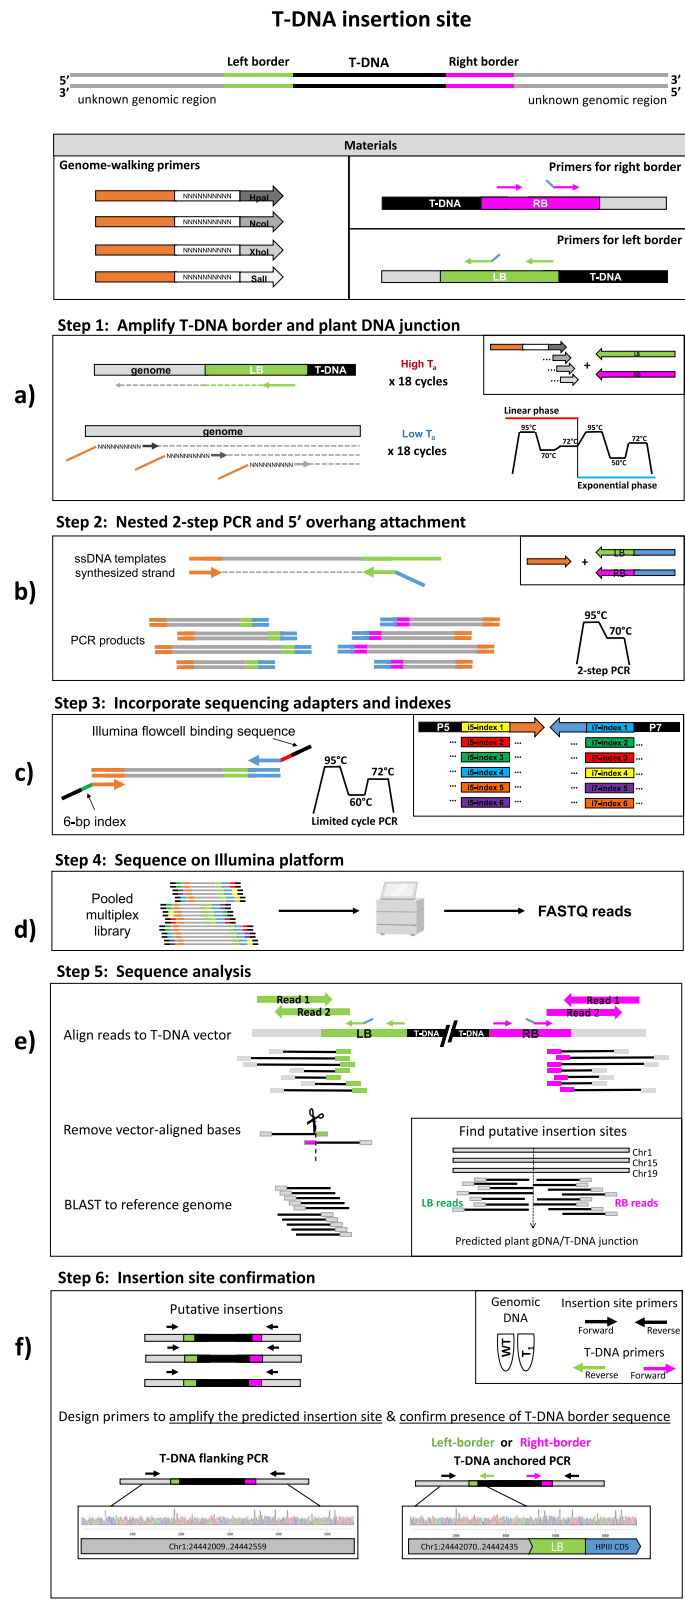 T-DNA insertion site
Left border T-DNA Right border
5' 3'
3' 5'
unknown genomic region unknown genomic region
Materials
Genome-walking primers
NNNNNNNNNN HpaI
NNNNNNNNNN NcoI
NNNNNNNNNN XhoI
NNNNNNNNNN SalI
Primers for right border
T-DNA RB
Primers for left border
LB T-DNA
Step 1: Amplify T-DNA border and plant DNA junction
a)
genome LB T-DNA
High Ta
x 18 cycles
genome
NNNNNNNNNN
NNNNNNNNNN
NNNNNNNNNN
Low Ta
x 18 cycles
... + LB
...
... RB
...
Linear phase
95°C 72°C 95°C 72°C
70°C 50°C
Exponential phase
Step 2: Nested 2-step PCR and 5' overhang attachment
b)
ssDNA templates
synthesized strand
+ LB
RB
PCR products
95°C
70°C
2-step PCR
Step 3: Incorporate sequencing adapters and indexes
c)
Illumina flowcell binding sequence
6-bp index
95°C 72°C
60°C
Limited cycle PCR
P5 i5-index 1 i7-index 1 P7
... i5-index 2 ... ... i7-index 2 ...
... i5-index 3 ... ... i7-index 3 ...
... i5-index 4 ... ... i7-index 4 ...
... i5-index 5 ... ... i7-index 5 ...
... i5-index 6 ... ... i7-index 6 ...
Step 4: Sequence on Illumina platform
d)
Pooled
multiplex
library
FASTQ reads
Step 5: Sequence analysis
e)
Read 1 Read 1
Read 2 Read 2
Align reads to T-DNA vector
LB T-DNA T-DNA RB
Remove vector-aligned bases
BLAST to reference genome
Find putative insertion sites
Chr1
Chr15
Chr19
LB reads RB reads
Predicted plant gDNA/T-DNA junction
Step 6: Insertion site confirmation
f)
Putative insertions
Genomic
DNA
WT T1
Insertion site primers
Forward Reverse
T-DNA primers
Reverse Forward
Design primers to amplify the predicted insertion site & confirm presence of T-DNA border sequence
T-DNA flanking PCR
Left-border or Right-border
T-DNA anchored PCR
100 200 300 400 500
Chr1:24442009..24442559
200 400 600
Chr1:24442070..24442435 LB HPIII CDS